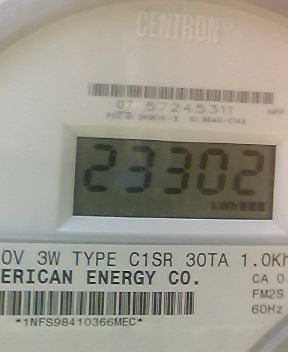 CENTRON®
07 57245311
23302
kWh
0V 3W TYPE C1SR 30TA 1.0Kh
ERICAN ENERGY CO. CA 0
FM2S
60Hz
*1NFS98410366MEC*